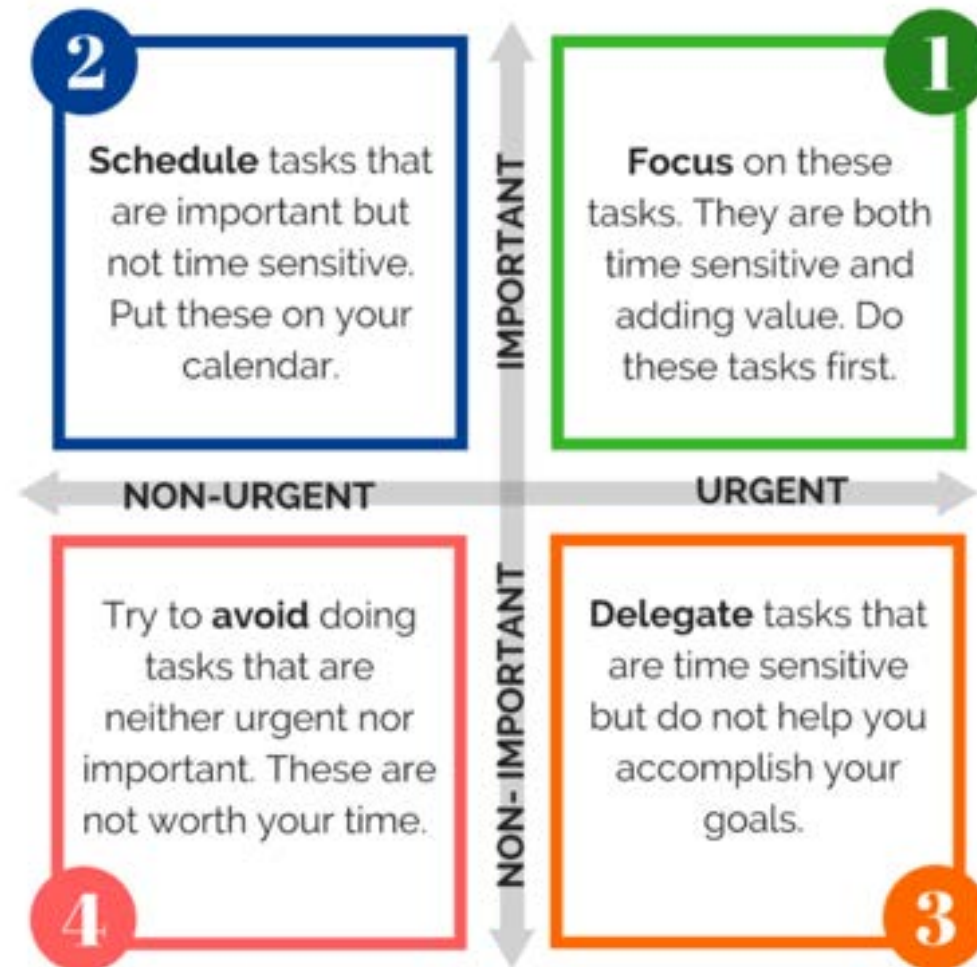 2
Schedule tasks that
are important but
not time sensitive.
Put these on your
calendar.
IMPORTANT
1
Focus on these
tasks. They are both
time sensitive and
adding value. Do
these tasks first.
NON-URGENT
URGENT
Try to avoid doing
tasks that are
neither urgent nor
important. These are
not worth your time.
4
NON- IMPORTANT
Delegate tasks that
are time sensitive
but do not help you
accomplish your
goals.
3